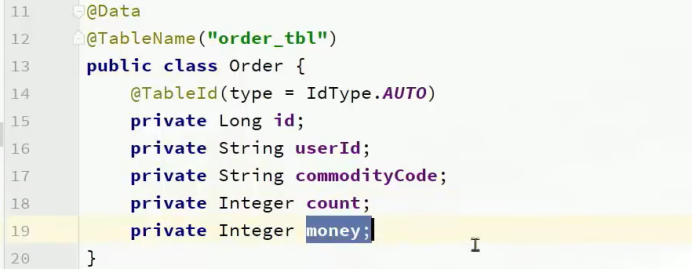 11 @Data
12 @TableName("order_tbl")
13 public class Order {
14 @TableId(type = IdType.AUTO)
15 private Long id;
16 private String userId;
17 private String commodityCode;
18 private Integer count;
19 private Integer money;
20 }